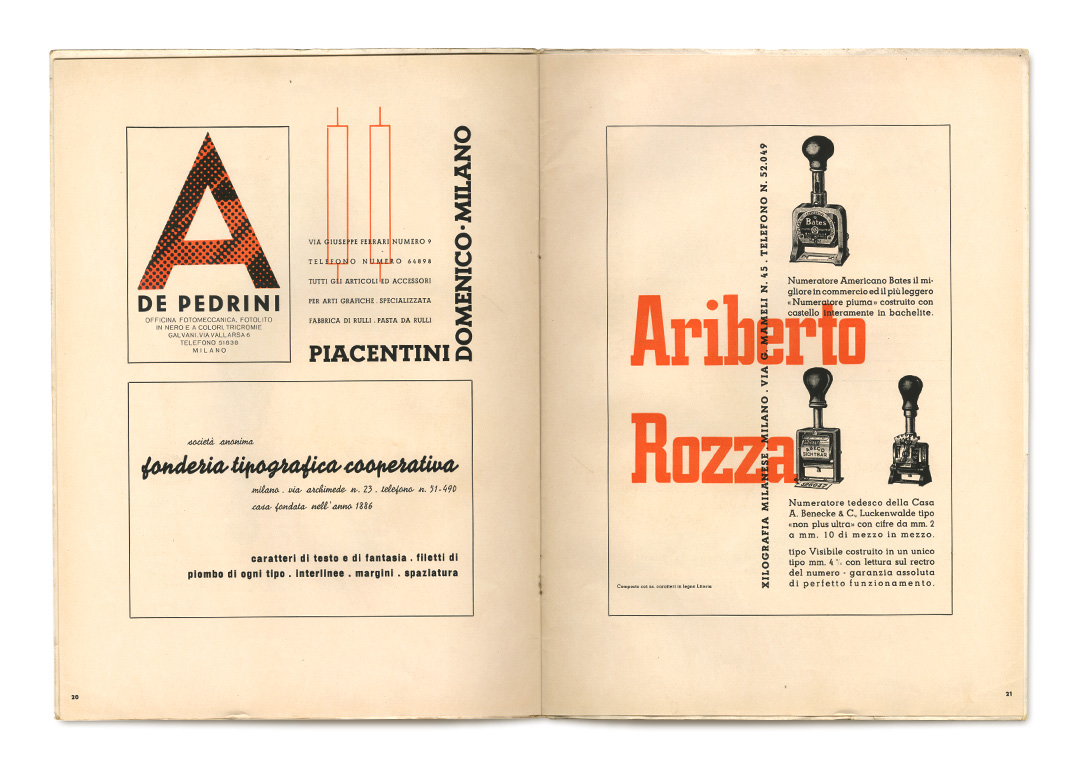 A
DE PEDRINI
OFFICINA FOTOMECCANICA, FOTOLITO
IN NERO E A COLORI, TRICROMIE
GALVANI. VIA VALLARSA 6
TELEFONO 51838
MILANO
VIA GIUSEPPE FERRARI NUMERO 9
TELEFONO NUMERO 64898
TUTTI GLI ARTICOLI ED ACCESSORI
PER ARTI GRAFICHE . SPECIALIZZATA
FABBRICA DI RULLI . PASTA DA RULLI
PIACENTINI
DOMENICO · MILANO
società anonima
fonderia tipografica cooperativa
milano . via archimede n. 23 . telefono n. 51-490
casa fondata nell'anno 1886
caratteri di testo e di fantasia . filetti di
piombo di ogni tipo . interlinee . margini . spaziatura
20
Ariberto
Rozza
XILOGRAFIA MILANESE . MILANO . VIA G. MAMELI N. 45 . TELEFONO N. 52.049
Bates
Numeratore Americano Bates il mi-
gliore in commercio ed il più leggero
«Numeratore piuma» costruito con
castello interamente in bachelite.
Numeratore tedesco della Casa
A. Benecke & C., Luckenwalde tipo
«non plus ultra» con cifre da mm. 2
a mm. 10 di mezzo in mezzo.
tipo Visibile costruito in un unico
tipo mm. 4 ½ con lettura sul rectro
del numero - garanzia assoluta
di perfetto funzionamento.
Composto coi ss. caratteri in legno Littorio
21